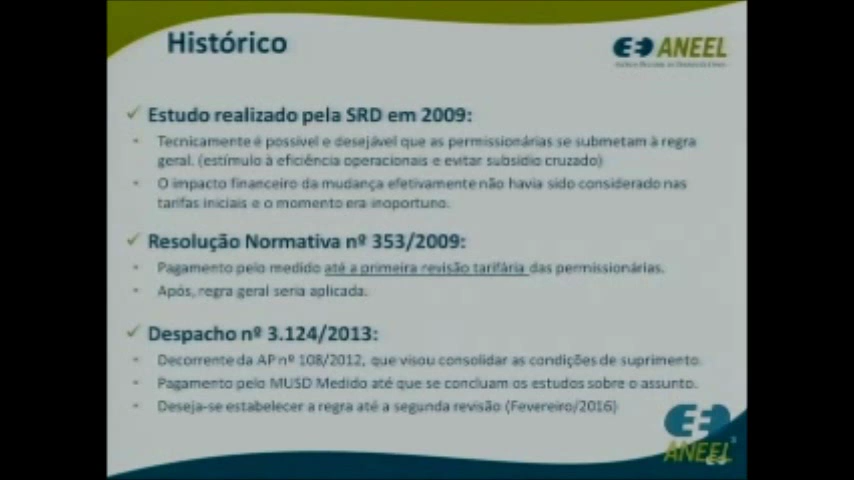 Histórico
ANEEL
✓ Estudo realizado pela SRD em 2009:
• Tecnicamente é possível e desejável que as permissionárias se submetam à regra
geral. (estímulo à eficiência operacionais e evitar subsídio cruzado)
• O impacto financeiro da mudança efetivamente não havia sido considerado nas
tarifas iniciais e o momento era inoportuno.
✓ Resolução Normativa nº 353/2009:
• Pagamento pelo medido até a primeira revisão tarifária das permissionárias.
• Após, regra geral seria aplicada.
✓ Despacho nº 3.124/2013:
• Decorrente da AP nº 108/2012, que visou consolidar as condições de suprimento.
• Pagamento pelo MUSD Medido até que se concluam os estudos sobre o assunto.
• Deseja-se estabelecer a regra até a segunda revisão (Fevereiro/2016)
ANEEL